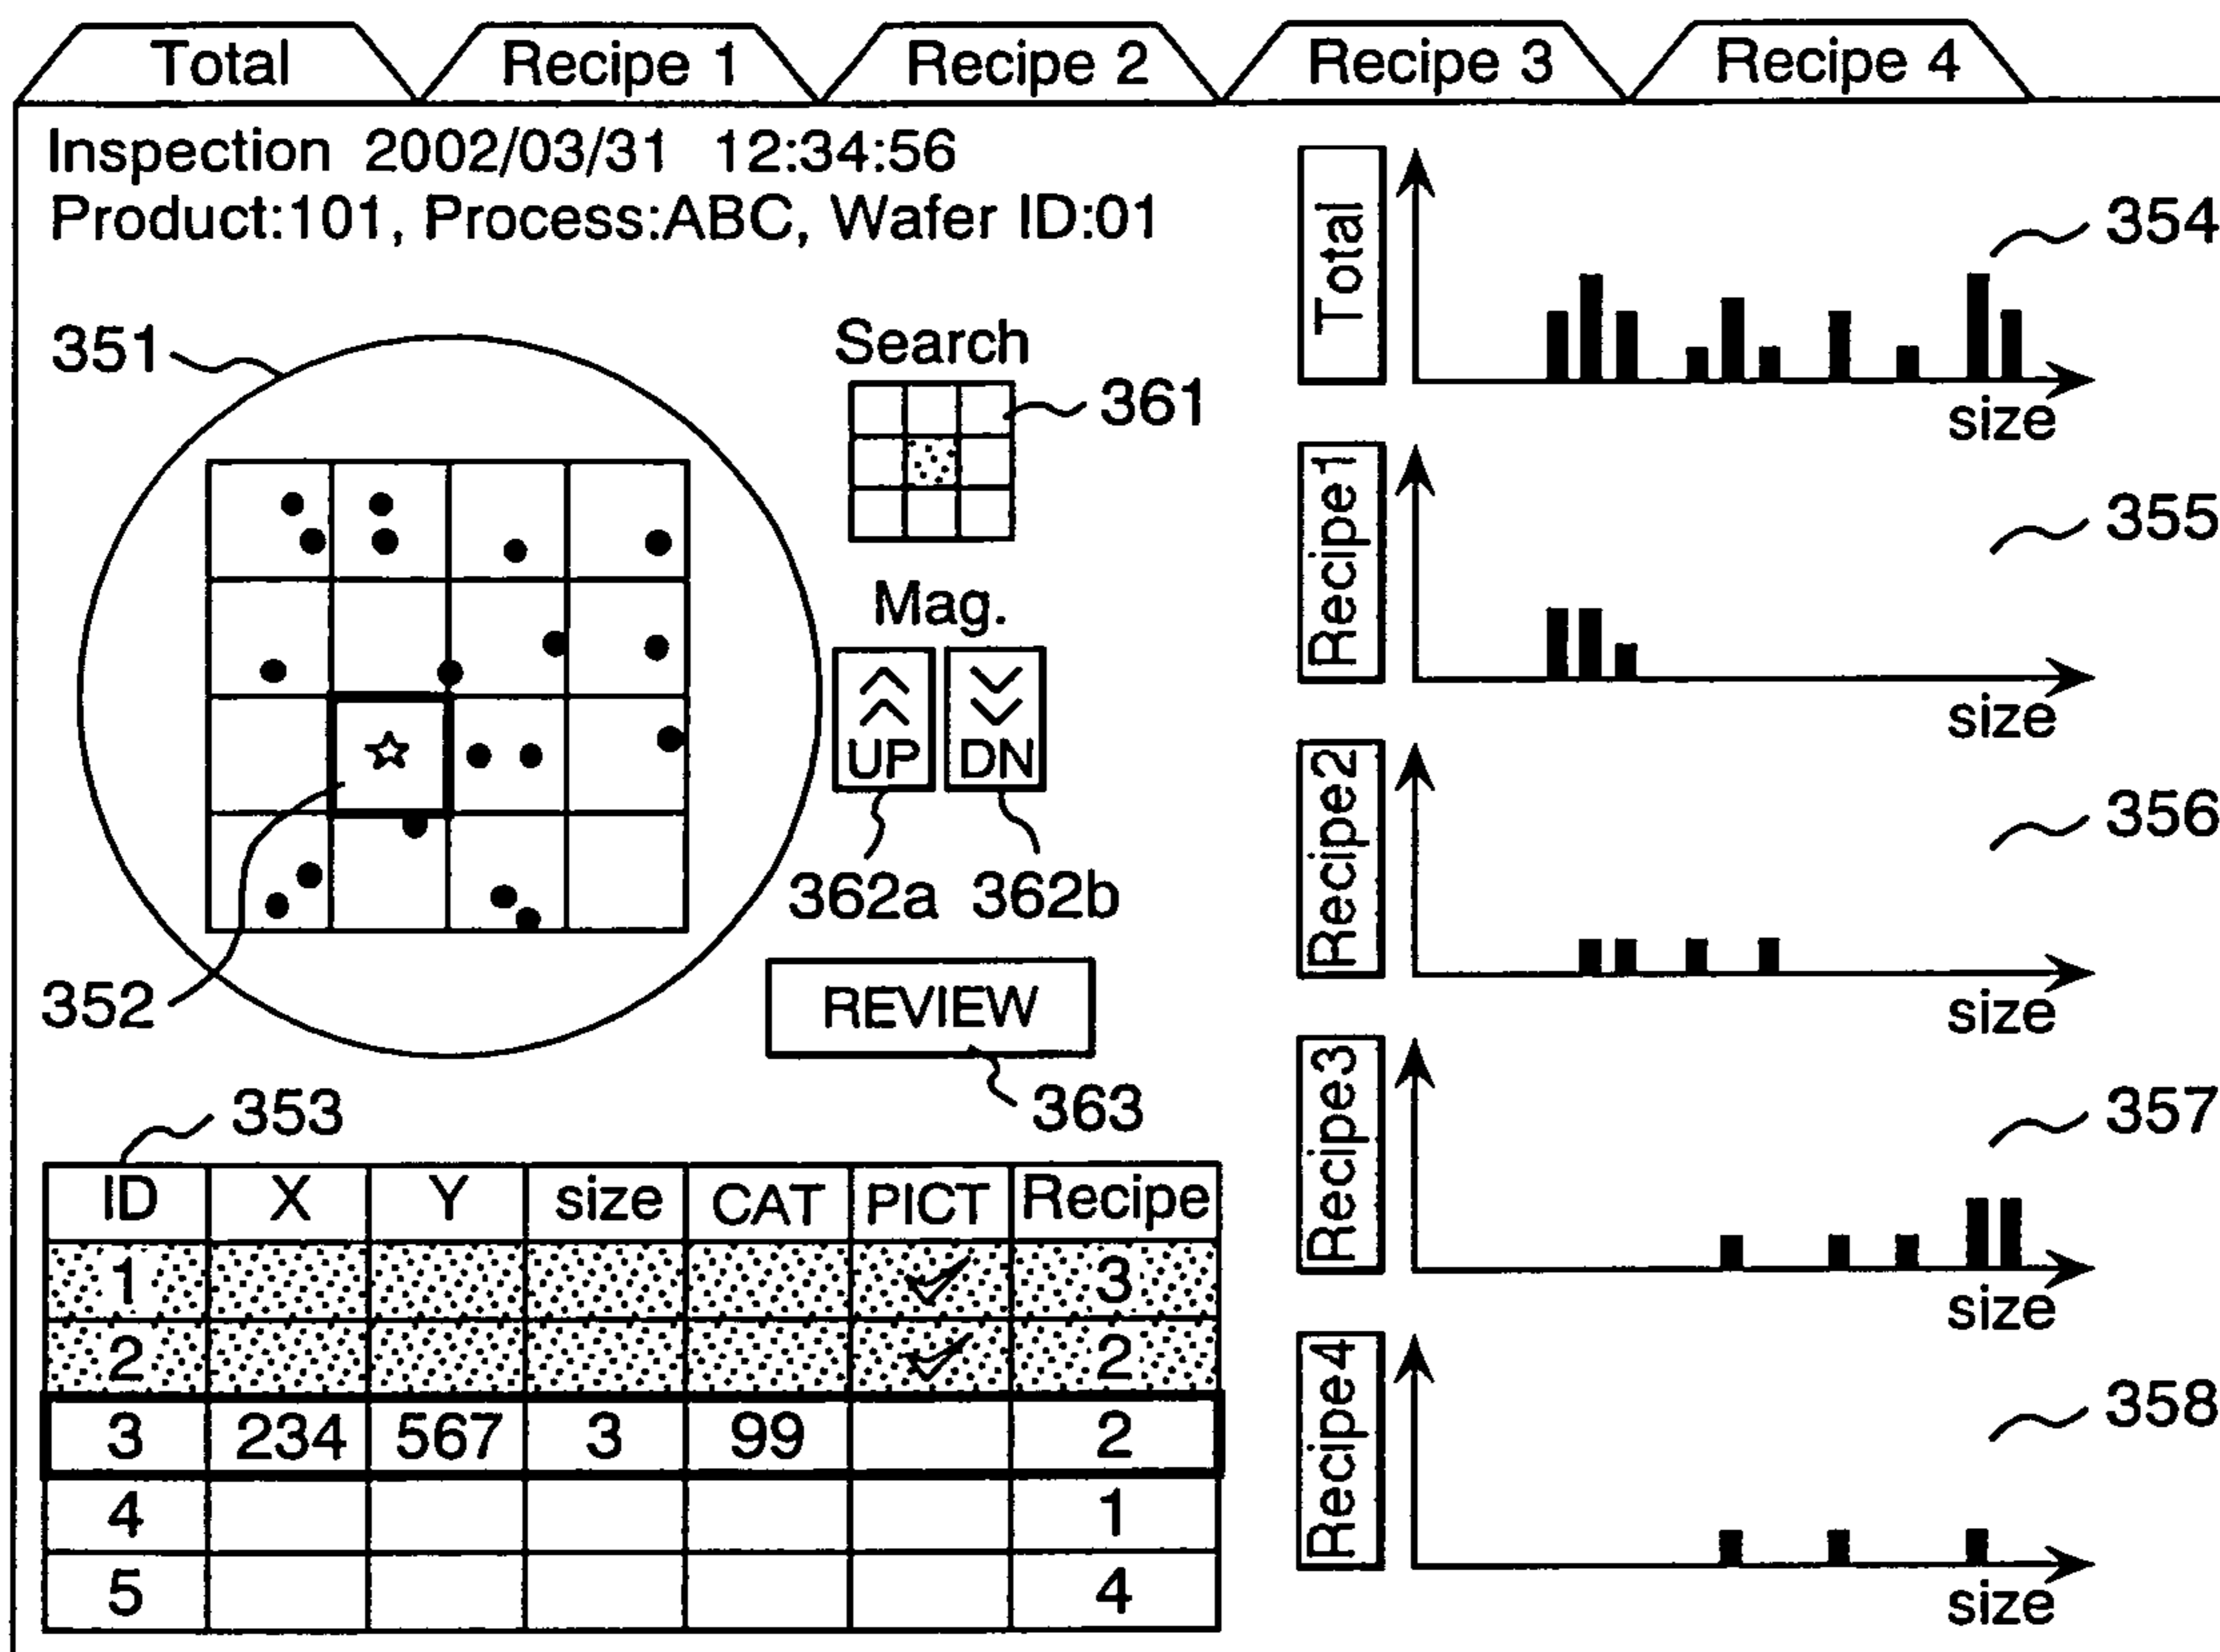 Total Recipe 1 Recipe 2 Recipe 3 Recipe 4
Inspection 2002/03/31 12:34:56
Product:101, Process:ABC, Wafer ID:01
351
352
Search
361
Mag.
UP DN
362a 362b
REVIEW
363
353
ID X Y size CAT PICT Recipe
1 3
2 2
3 234 567 3 99 2
4 1
5 4
Total
354
size
Recipe1
355
size
Recipe2
356
size
Recipe3
357
size
Recipe4
358
size